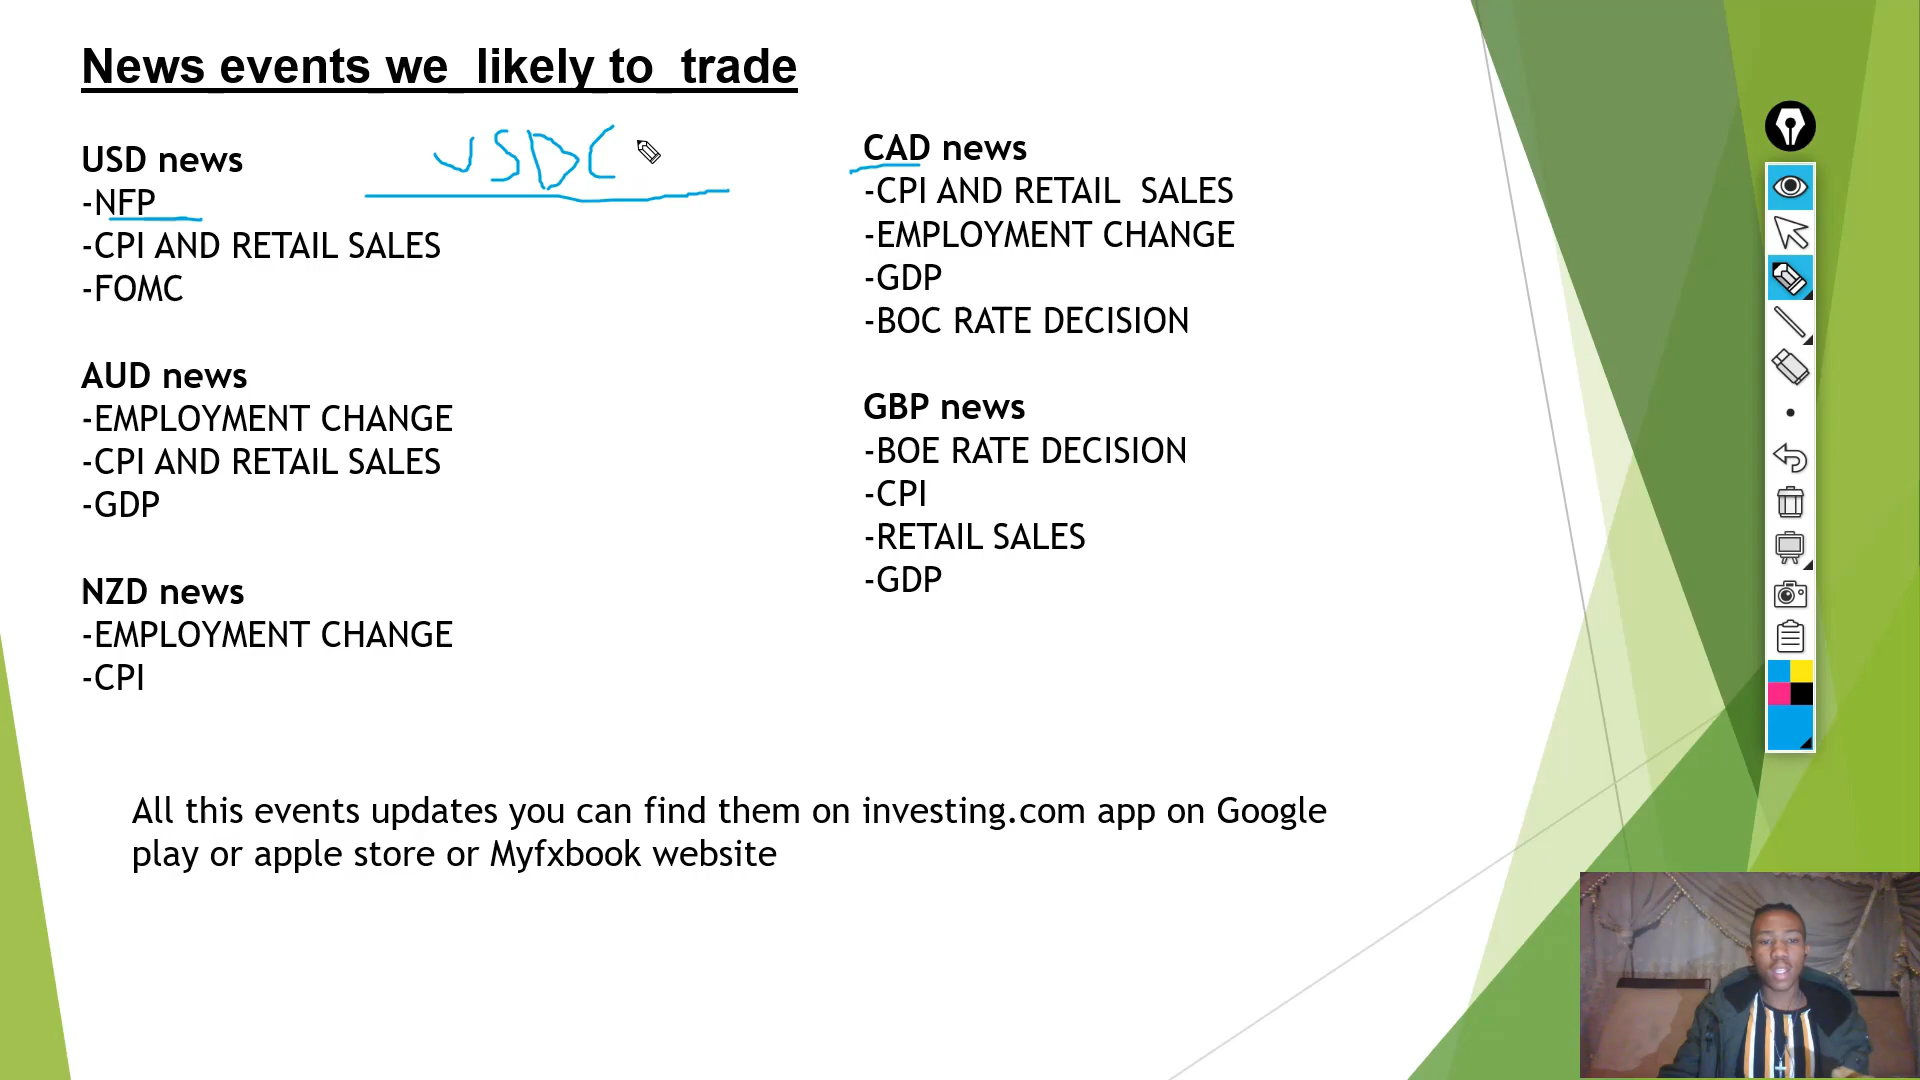 News events we likely to trade
USD news
-NFP
-CPI AND RETAIL SALES
-FOMC
USDC
AUD news
-EMPLOYMENT CHANGE
-CPI AND RETAIL SALES
-GDP
NZD news
-EMPLOYMENT CHANGE
-CPI
CAD news
-CPI AND RETAIL SALES
-EMPLOYMENT CHANGE
-GDP
-BOC RATE DECISION
GBP news
-BOE RATE DECISION
-CPI
-RETAIL SALES
-GDP
All this events updates you can find them on investing.com app on Google
play or apple store or Myfxbook website